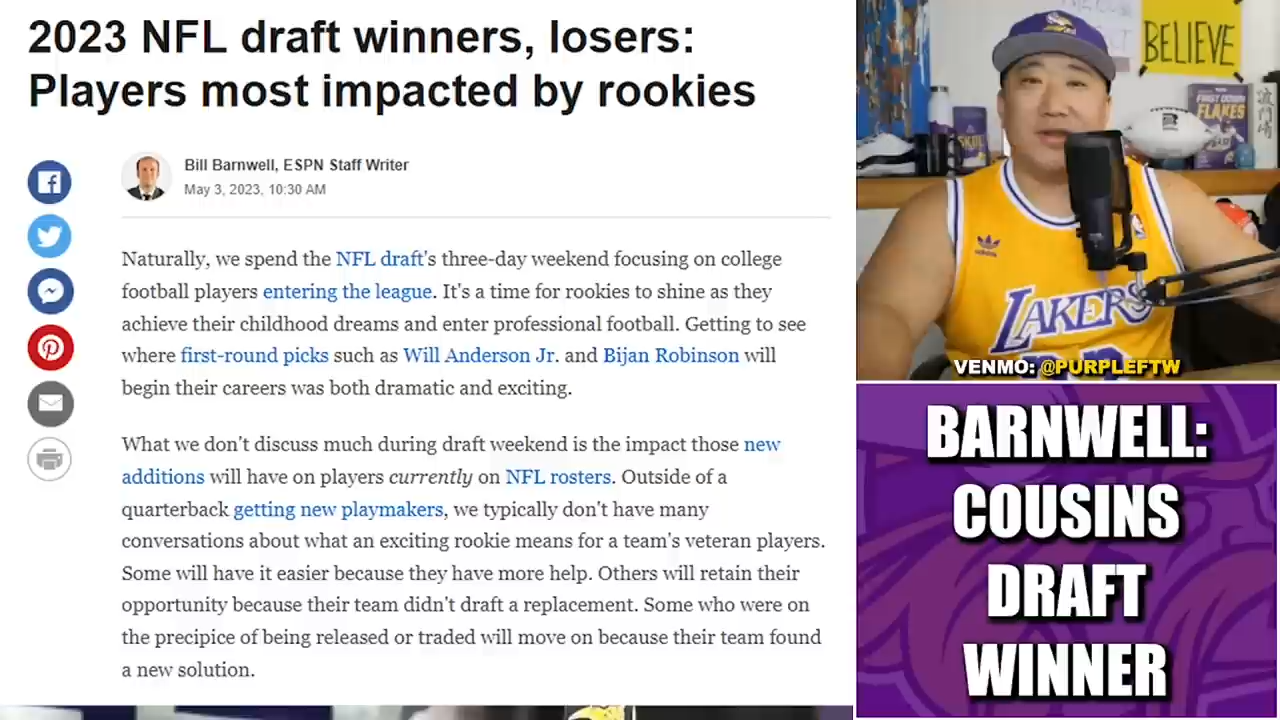 2023 NFL draft winners, losers:
Players most impacted by rookies
Bill Barnwell, ESPN Staff Writer
May 3, 2023, 10:30 AM
Naturally, we spend the NFL draft's three-day weekend focusing on college
football players entering the league. It's a time for rookies to shine as they
achieve their childhood dreams and enter professional football. Getting to see
where first-round picks such as Will Anderson Jr. and Bijan Robinson will
begin their careers was both dramatic and exciting.
What we don't discuss much during draft weekend is the impact those new
additions will have on players currently on NFL rosters. Outside of a
quarterback getting new playmakers, we typically don't have many
conversations about what an exciting rookie means for a team's veteran players.
Some will have it easier because they have more help. Others will retain their
opportunity because their team didn't draft a replacement. Some who were on
the precipice of being released or traded will move on because their team found
a new solution.
BELIEVE
FIRST DOWN
FLAKES
SKOL
adidas
LAKERS
VENMO: @PURPLEFTW
BARNWELL:
COUSINS
DRAFT
WINNER